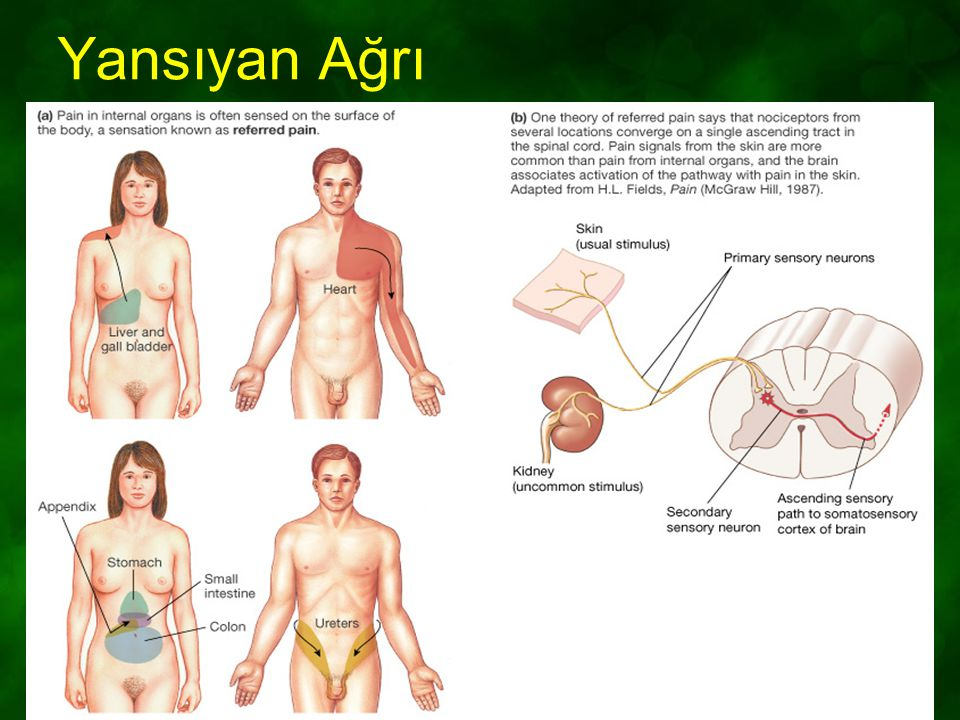 Yansıyan Ağrı
(a) Pain in internal organs is often sensed on the surface of
the body, a sensation known as referred pain.
Heart
Liver and
gall bladder
Appendix
Stomach
Small
intestine
Colon
Ureters
(b) One theory of referred pain says that nociceptors from
several locations converge on a single ascending tract in
the spinal cord. Pain signals from the skin are more
common than pain from internal organs, and the brain
associates activation of the pathway with pain in the skin.
Adapted from H.L. Fields, Pain (McGraw Hill, 1987).
Skin
(usual stimulus)
Primary sensory neurons
Kidney
(uncommon stimulus)
Secondary
sensory neuron
Ascending sensory
path to somatosensory
cortex of brain